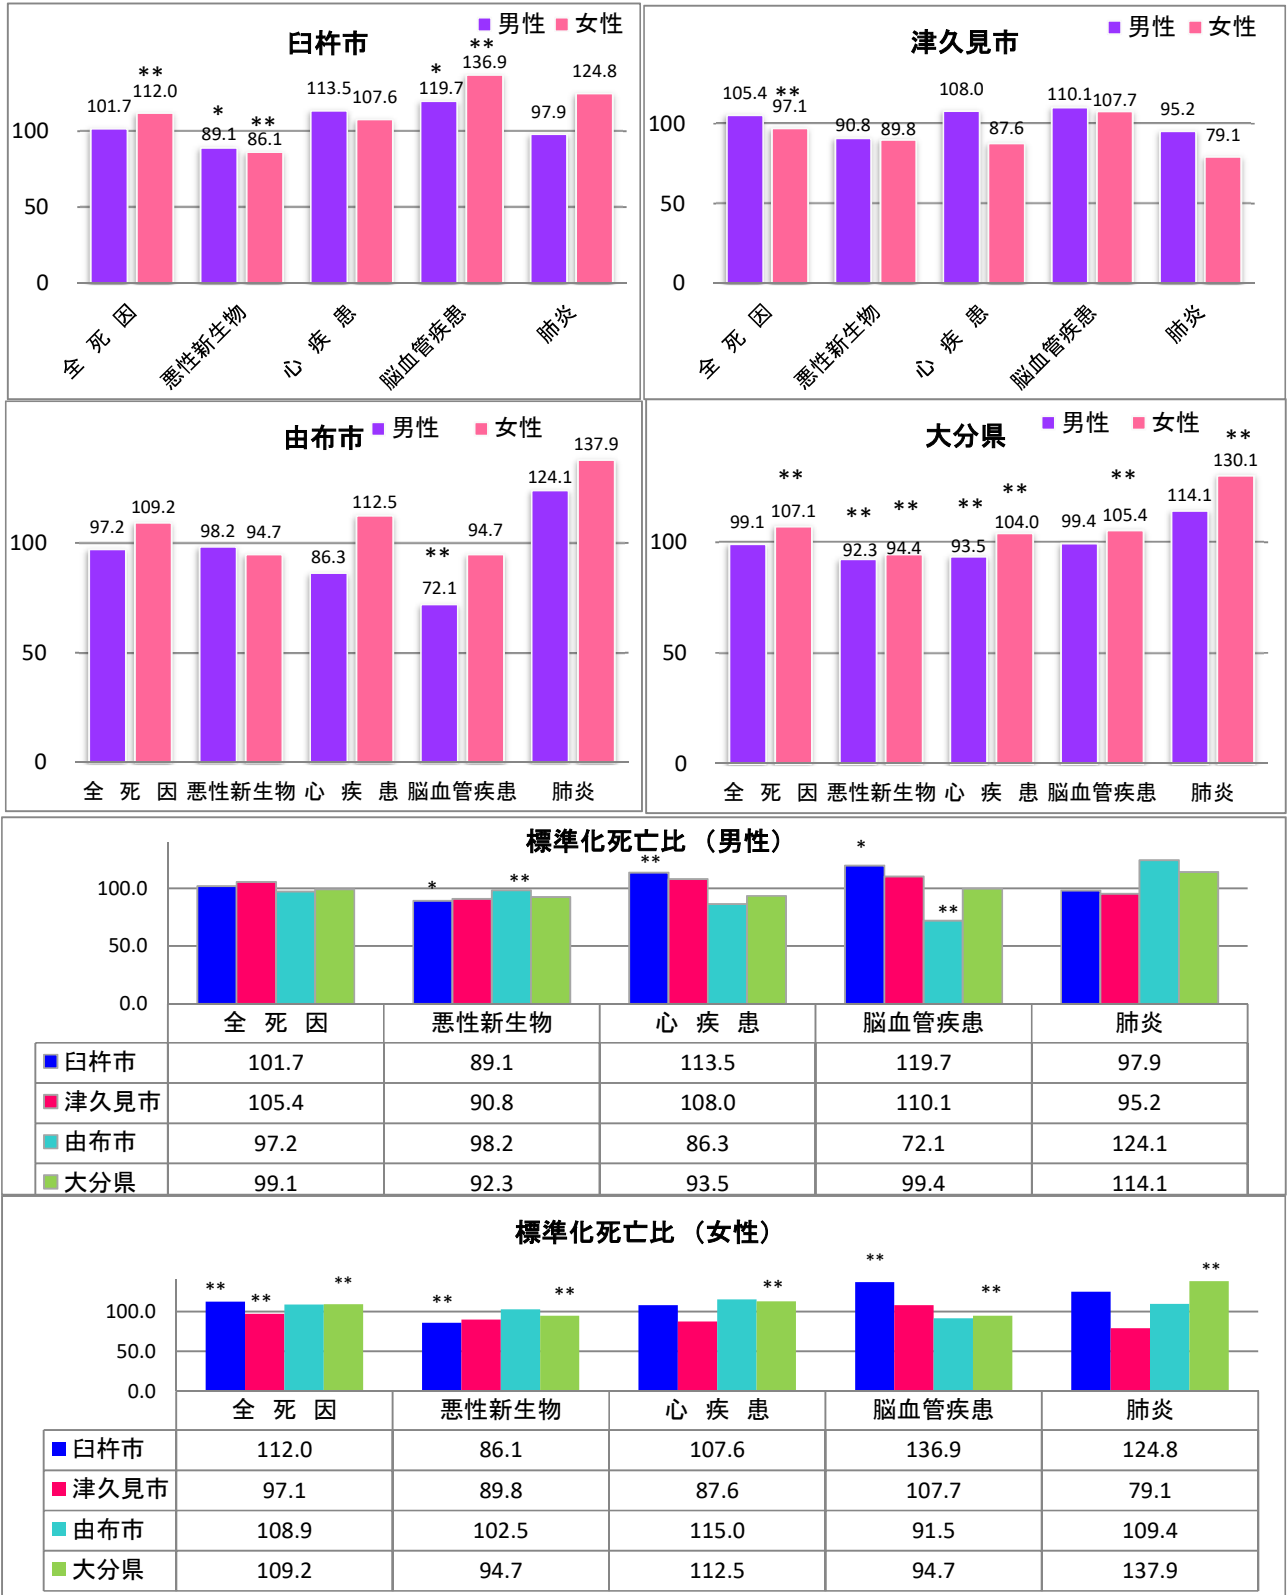 臼杵市
男性 女性
** **
101.7 112.0 * 89.1 ** 86.1 113.5 107.6 * 119.7 136.9 97.9 124.8
100
50
0
全 死 因 悪性新生物 心 疾 患 脳血管疾患 肺炎
津久見市
男性 女性
105.4 ** 97.1 90.8 89.8 108.0 87.6 110.1 107.7 95.2 79.1
100
50
0
全 死 因 悪性新生物 心 疾 患 脳血管疾患 肺炎
由布市 男性 女性
97.2 109.2 98.2 94.7 86.3 112.5 ** 72.1 94.7 124.1 137.9
100
50
0
全 死 因 悪性新生物 心 疾 患 脳血管疾患 肺炎
大分県 男性 女性
** ** ** ** ** **
99.1 107.1 92.3 94.4 93.5 104.0 99.4 105.4 114.1 130.1
**
100
50
0
全 死 因 悪性新生物 心 疾 患 脳血管疾患 肺炎
標準化死亡比 (男性)
* ** ** * **
100.0
50.0
0.0
全 死 因 悪性新生物 心 疾 患 脳血管疾患 肺炎
臼杵市 101.7 89.1 113.5 119.7 97.9
津久見市 105.4 90.8 108.0 110.1 95.2
由布市 97.2 98.2 86.3 72.1 124.1
大分県 99.1 92.3 93.5 99.4 114.1
標準化死亡比 (女性)
** ** ** ** ** ** ** ** **
100.0
50.0
0.0
全 死 因 悪性新生物 心 疾 患 脳血管疾患 肺炎
臼杵市 112.0 86.1 107.6 136.9 124.8
津久見市 97.1 89.8 87.6 107.7 79.1
由布市 108.9 102.5 115.0 91.5 109.4
大分県 109.2 94.7 112.5 94.7 137.9